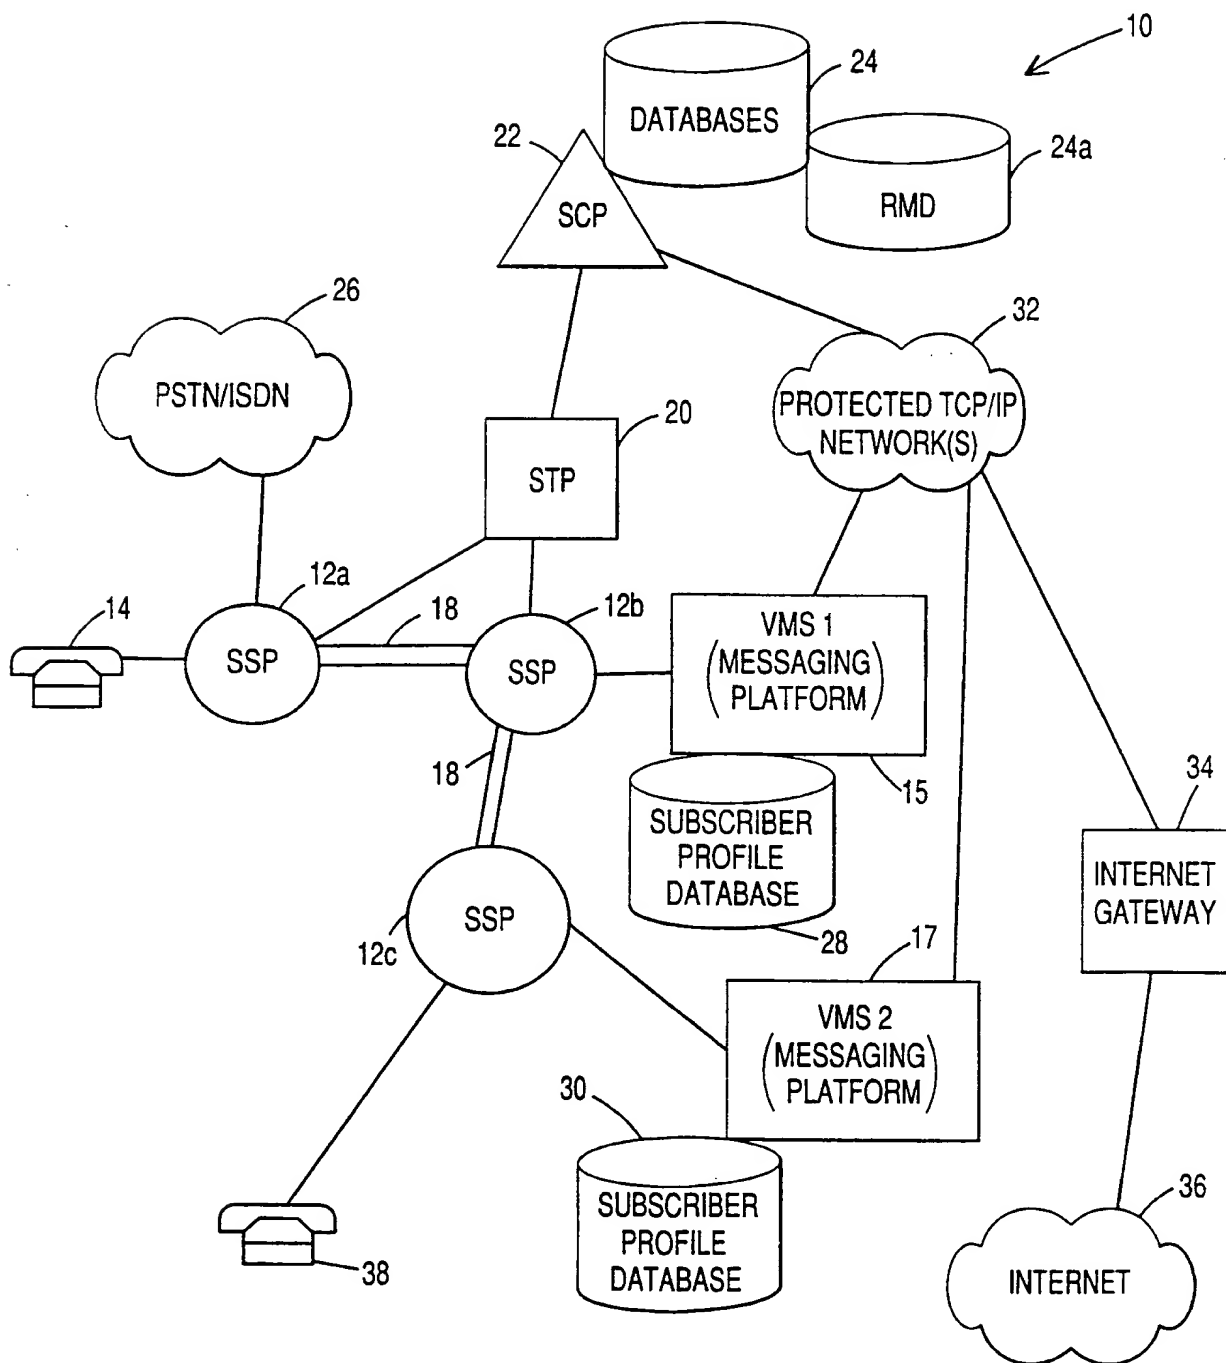 10
24
DATABASES
22
24a
RMD
SCP
26
32
PSTN/ISDN
PROTECTED TCP/IP
NETWORK(S)
20
STP
12a
14
18
12b
VMS 1
(MESSAGING
PLATFORM)
SSP
SSP
18
15
34
SUBSCRIBER
PROFILE
DATABASE
INTERNET
GATEWAY
SSP
12c
28
17
VMS 2
(MESSAGING
PLATFORM)
30
SUBSCRIBER
PROFILE
DATABASE
36
38
INTERNET